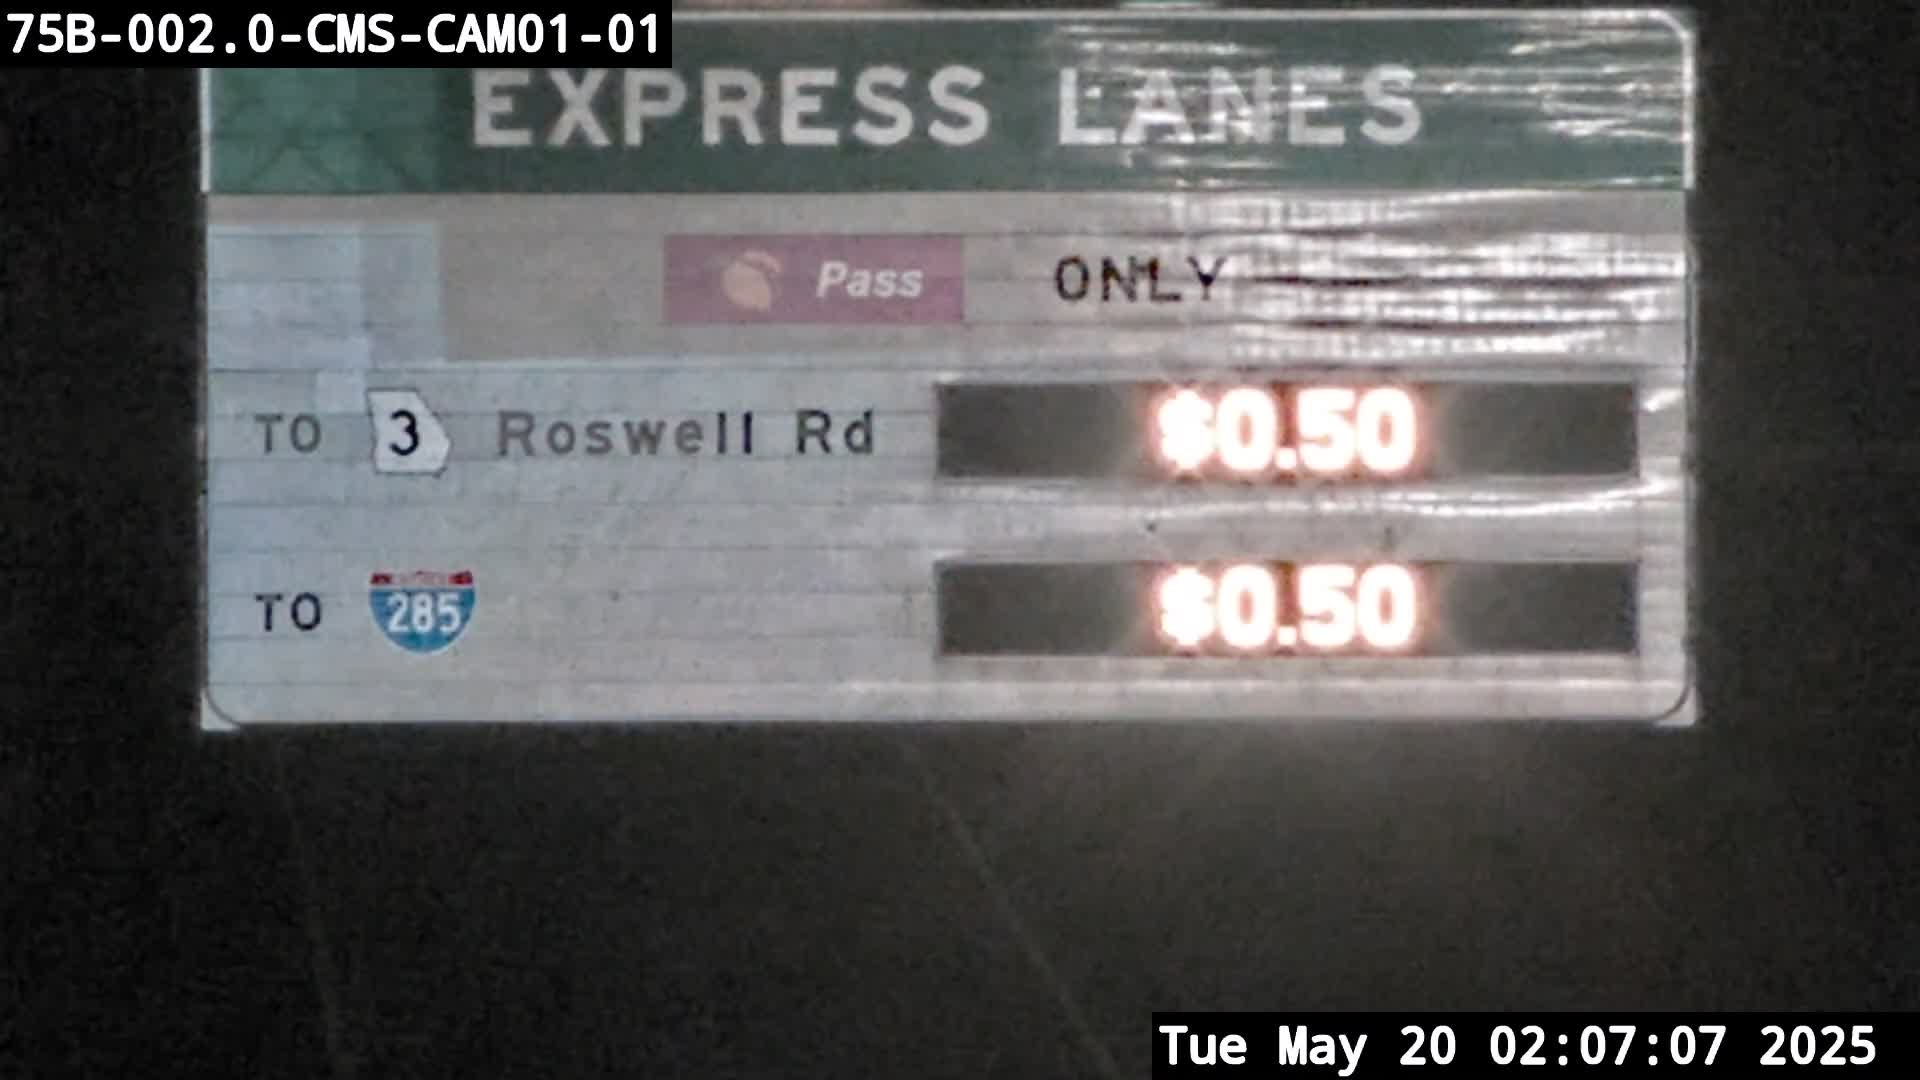 75B-002.0-CMS-CAM01-01
EXPRESS LANES
Pass ONLY
TO 3 Roswell Rd $0.50
TO 285 $0.50
Tue May 20 02:07:07 2025